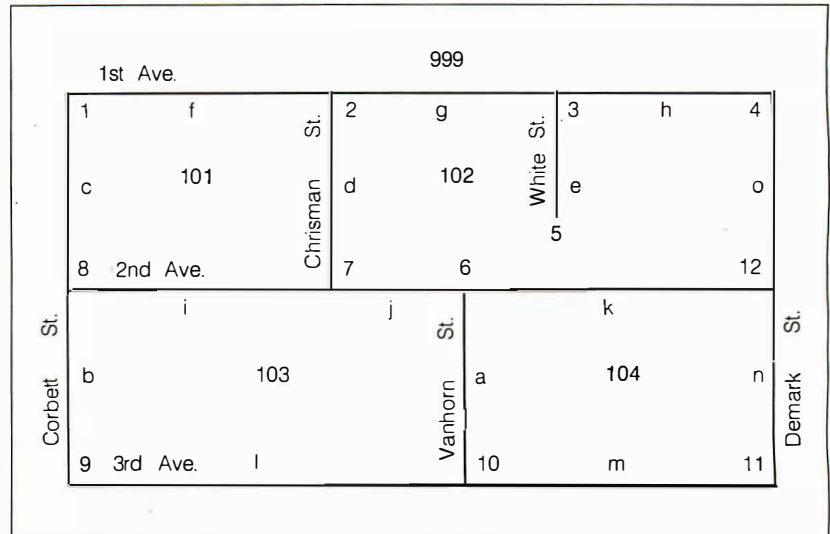 999
1st Ave.
1 f St. 2 g St. 3 h 4
c 101 Chrisman d 102 White e o
5
8 2nd Ave. 7 6 12
St. i j St. k St.
Corbett b 103 Vanhorn a 104 n Demark
9 3rd Ave. l 10 m 11